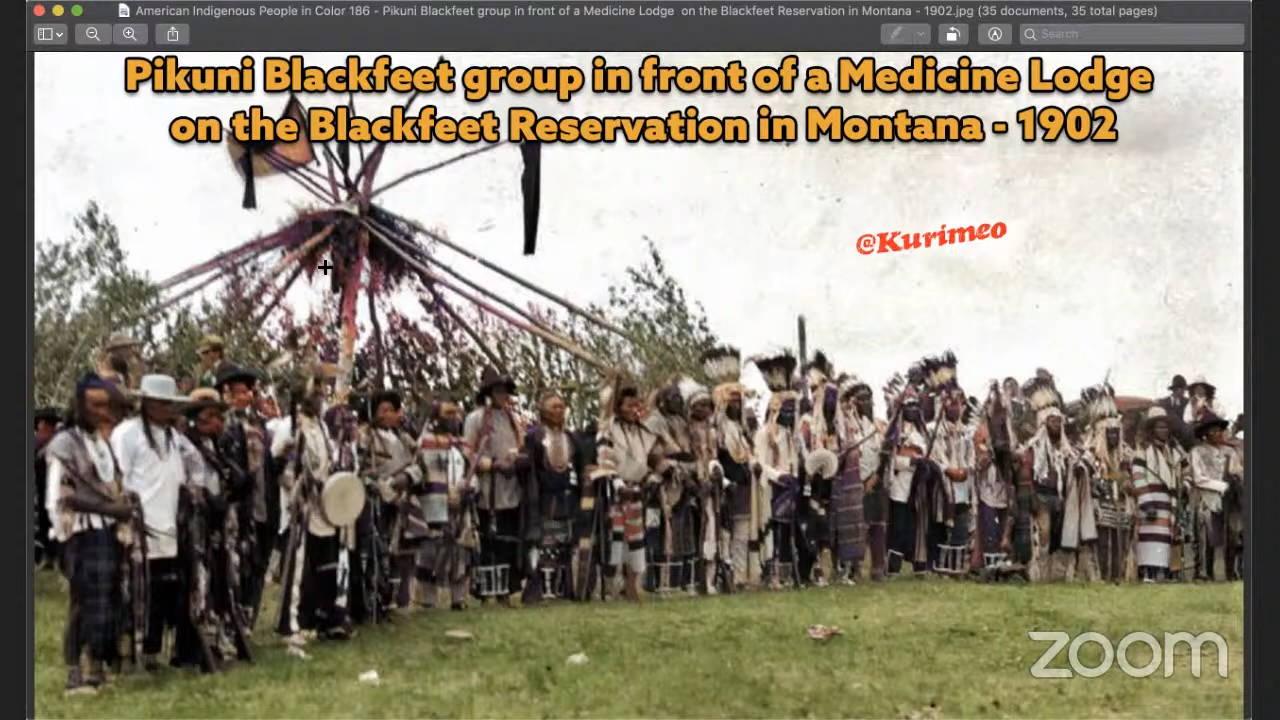 American Indigenous People in Color 186 - Pikuni Blackfeet group in front of a Medicine Lodge  on the Blackfeet Reservation in Montana - 1902.jpg (35 documents, 35 total pages)
Search
Pikuni Blackfeet group in front of a Medicine Lodge
on the Blackfeet Reservation in Montana - 1902
@Kurimeo
zoom